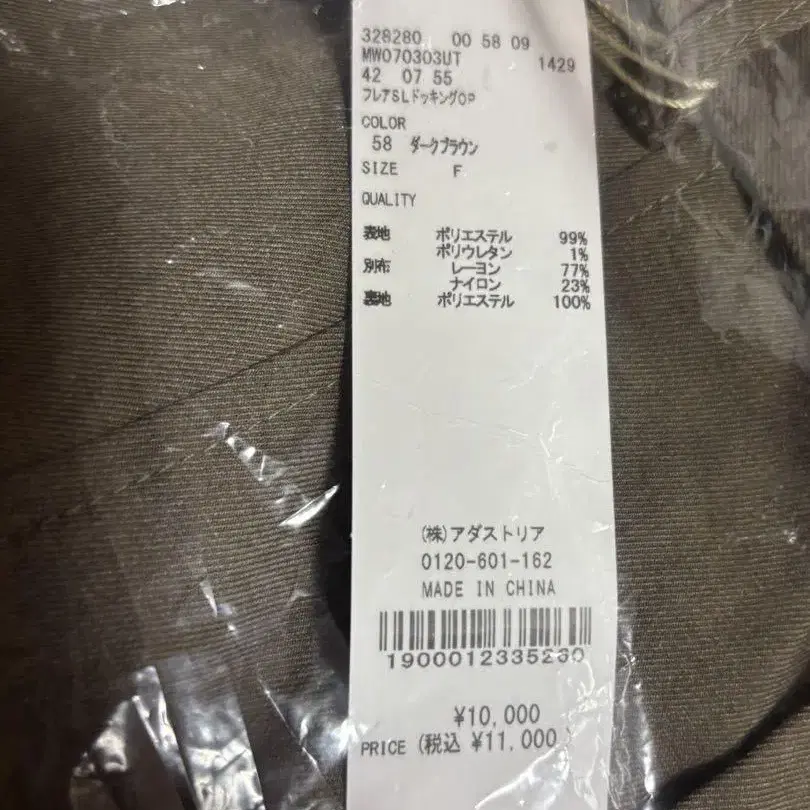 328280 00 58 09
MW070303UT 1429
42 07 55
フレアSLドッキングOP
COLOR
58 ダークブラウン
SIZE F
QUALITY
表地 ポリエステル 99%
ポリウレタン 1%
別布 レーヨン 77%
ナイロン 23%
裏地 ポリエステル 100%
(株)アダストリア
0120-601-162
MADE IN CHINA
1900012335230
¥10,000
PRICE (税込 ¥11,000)